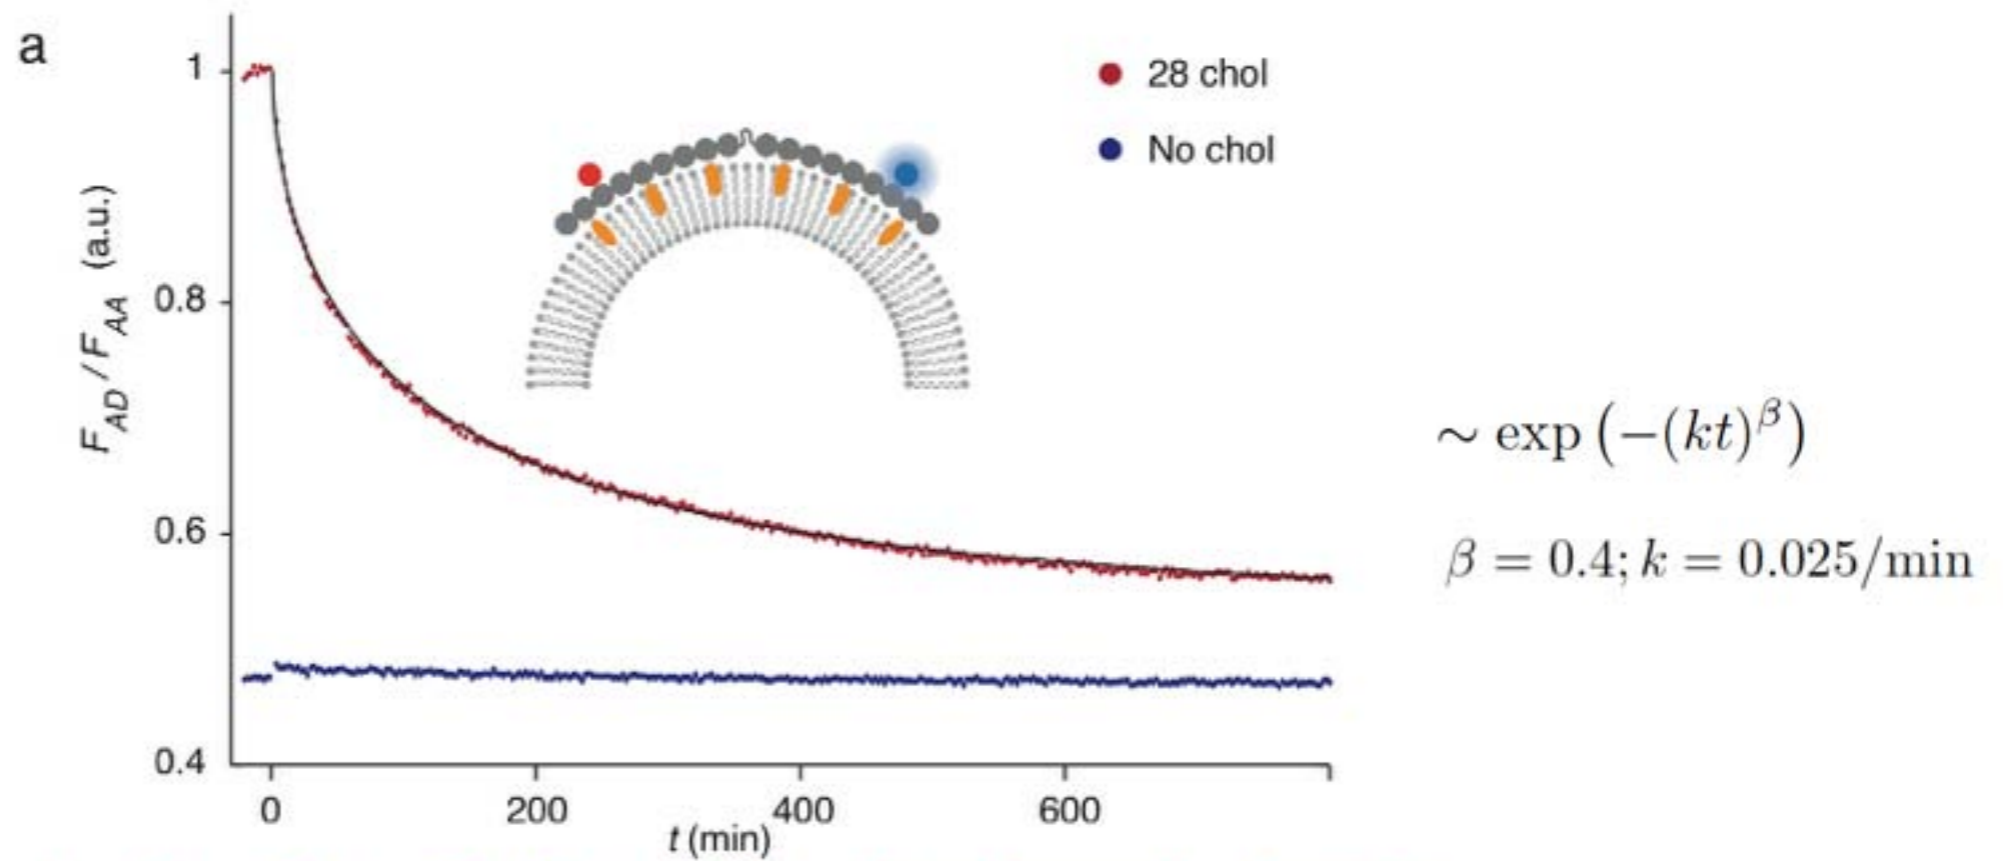 a
1
0.8
0.6
0.4
F_AD / F_AA (a.u.)
28 chol
No chol
∼ exp (−(kt)^β)
β = 0.4; k = 0.025/min
0 200 400 600
t (min)